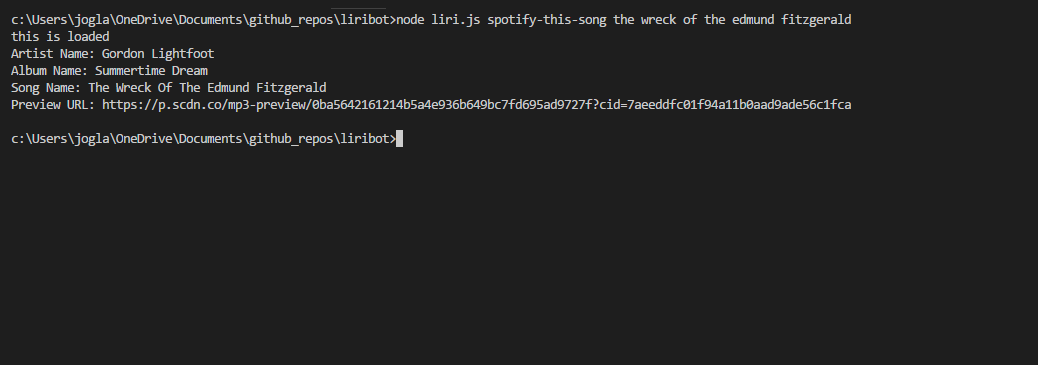 c:\Users\jogla\OneDrive\Documents\github_repos\liribot>node liri.js spotify-this-song the wreck of the edmund fitzgerald
this is loaded
Artist Name: Gordon Lightfoot
Album Name: Summertime Dream
Song Name: The Wreck Of The Edmund Fitzgerald
Preview URL: https://p.scdn.co/mp3-preview/0ba5642161214b5a4e936b649bc7fd695ad9727f?cid=7aeeddfc01f94a11b0aad9ade56c1fca
c:\Users\jogla\OneDrive\Documents\github_repos\liribot>